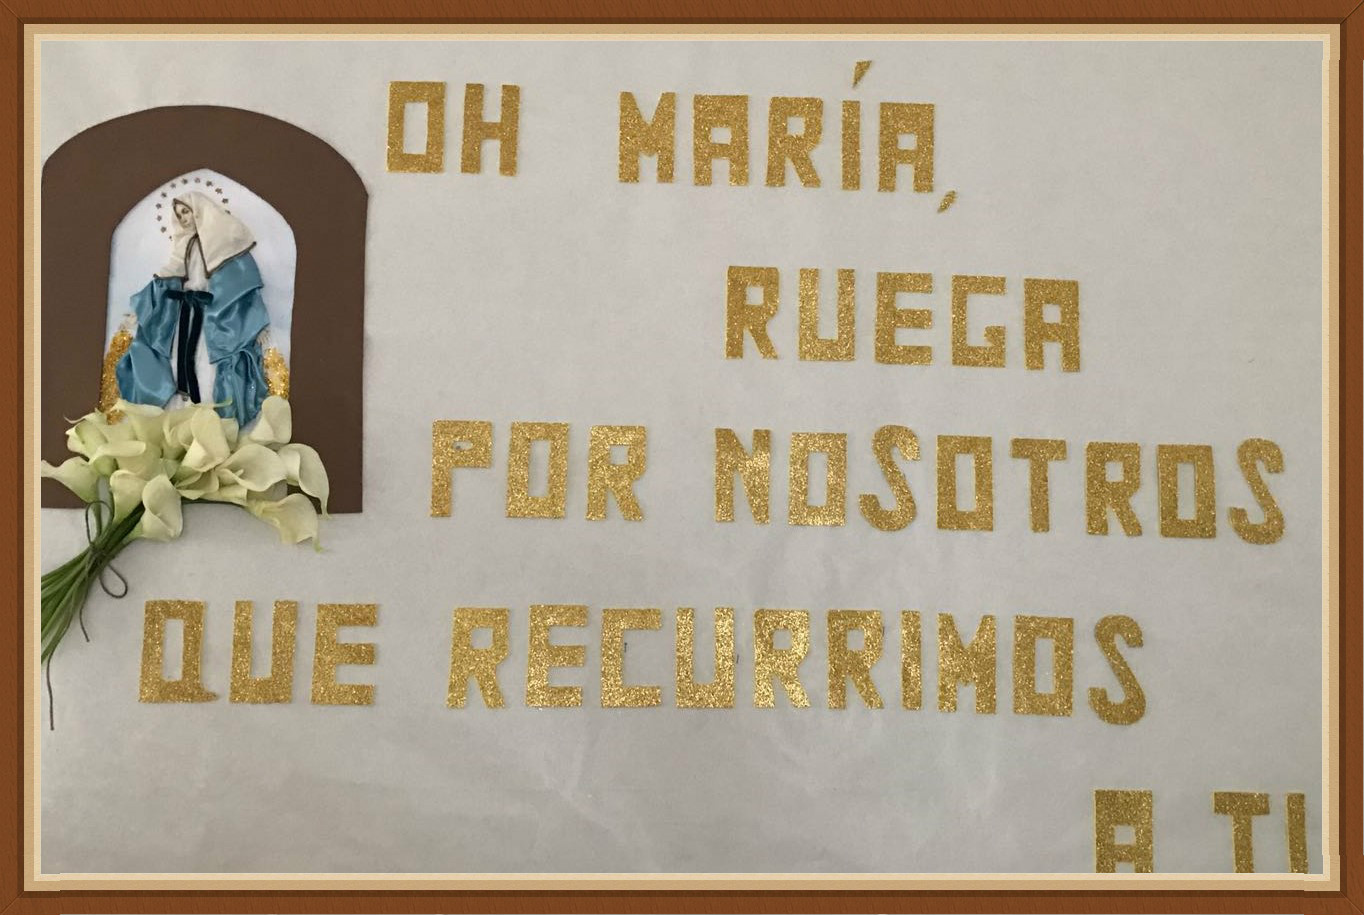 OH MARÍA,
RUEGA
POR NOSOTROS
QUE RECURRIMOS
A TI